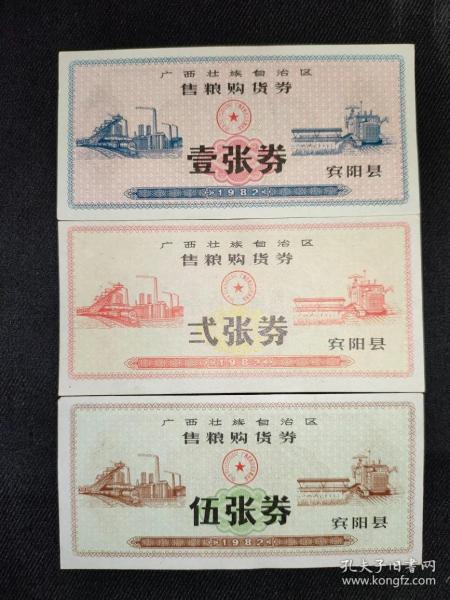 广西壮族自治区
售粮购货券
壹张券
宾阳县
1982
广西壮族自治区
售粮购货券
弍张券
宾阳县
1982
广西壮族自治区
售粮购货券
伍张券
宾阳县
1982
孔夫子旧书网
www.kongfz.com